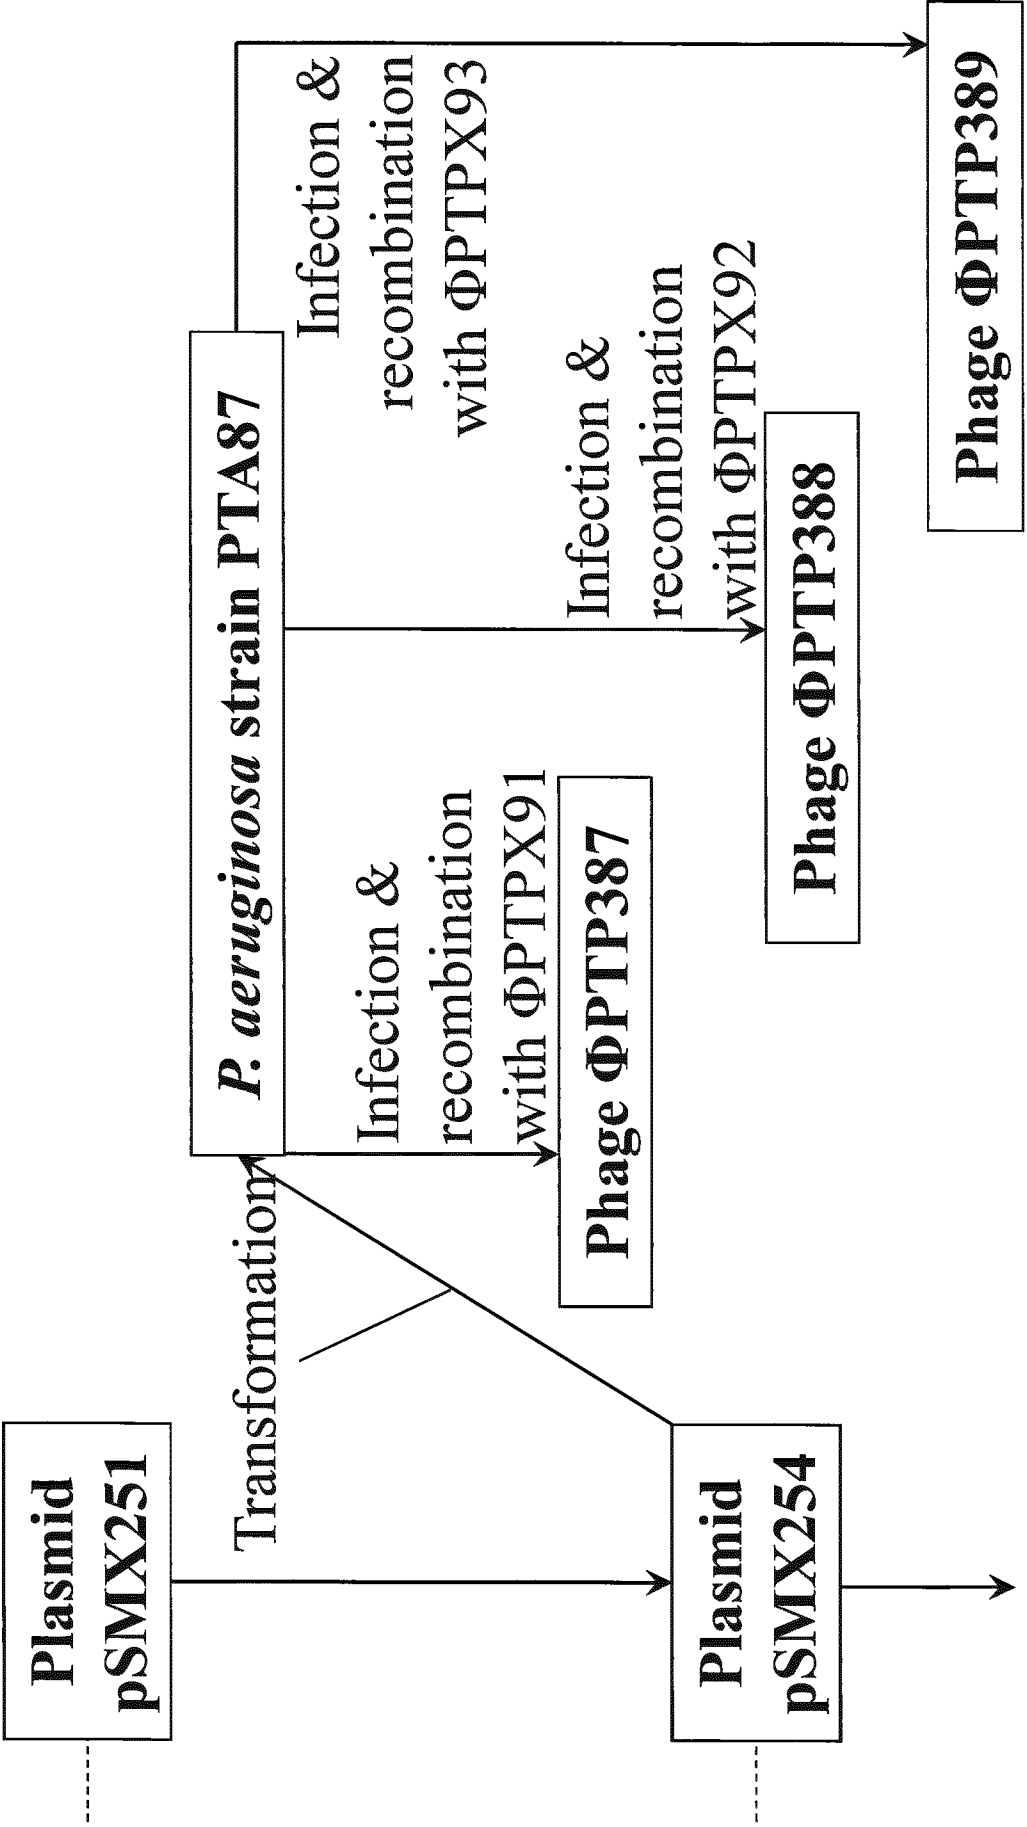 Plasmid
pSMX251
Transformation
P. aeruginosa strain PTA87
Infection &
recombination
with ΦPTPX91
Infection &
recombination
with ΦPTPX92
Infection &
recombination
with ΦPTPX93
Phage ΦPTP387
Phage ΦPTP388
Phage ΦPTP389
Plasmid
pSMX254